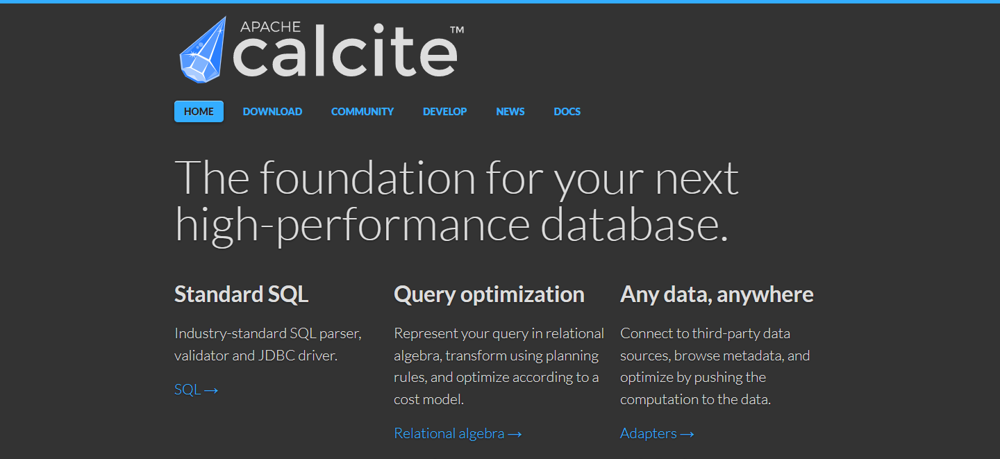 APACHE
calcite™
HOME DOWNLOAD COMMUNITY DEVELOP NEWS DOCS
The foundation for your next
high-performance database.
Standard SQL
Industry-standard SQL parser,
validator and JDBC driver.
SQL →
Query optimization
Represent your query in relational
algebra, transform using planning
rules, and optimize according to a
cost model.
Relational algebra →
Any data, anywhere
Connect to third-party data
sources, browse metadata, and
optimize by pushing the
computation to the data.
Adapters →